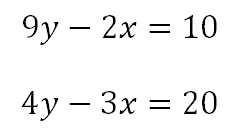 9y − 2x = 10
4y − 3x = 20